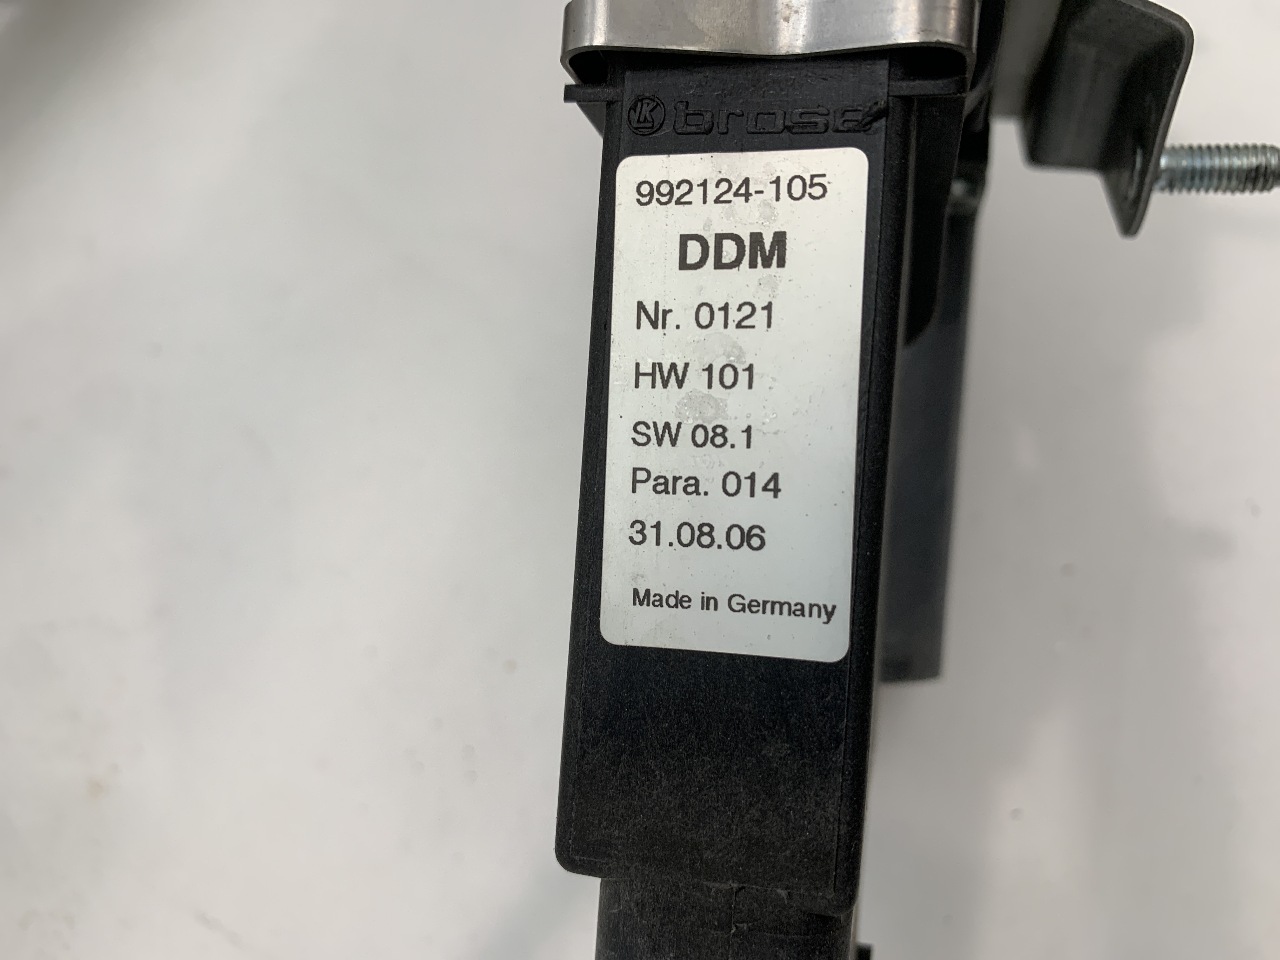 brose
992124-105
DDM
Nr. 0121
HW 101
SW 08.1
Para. 014
31.08.06
Made in Germany